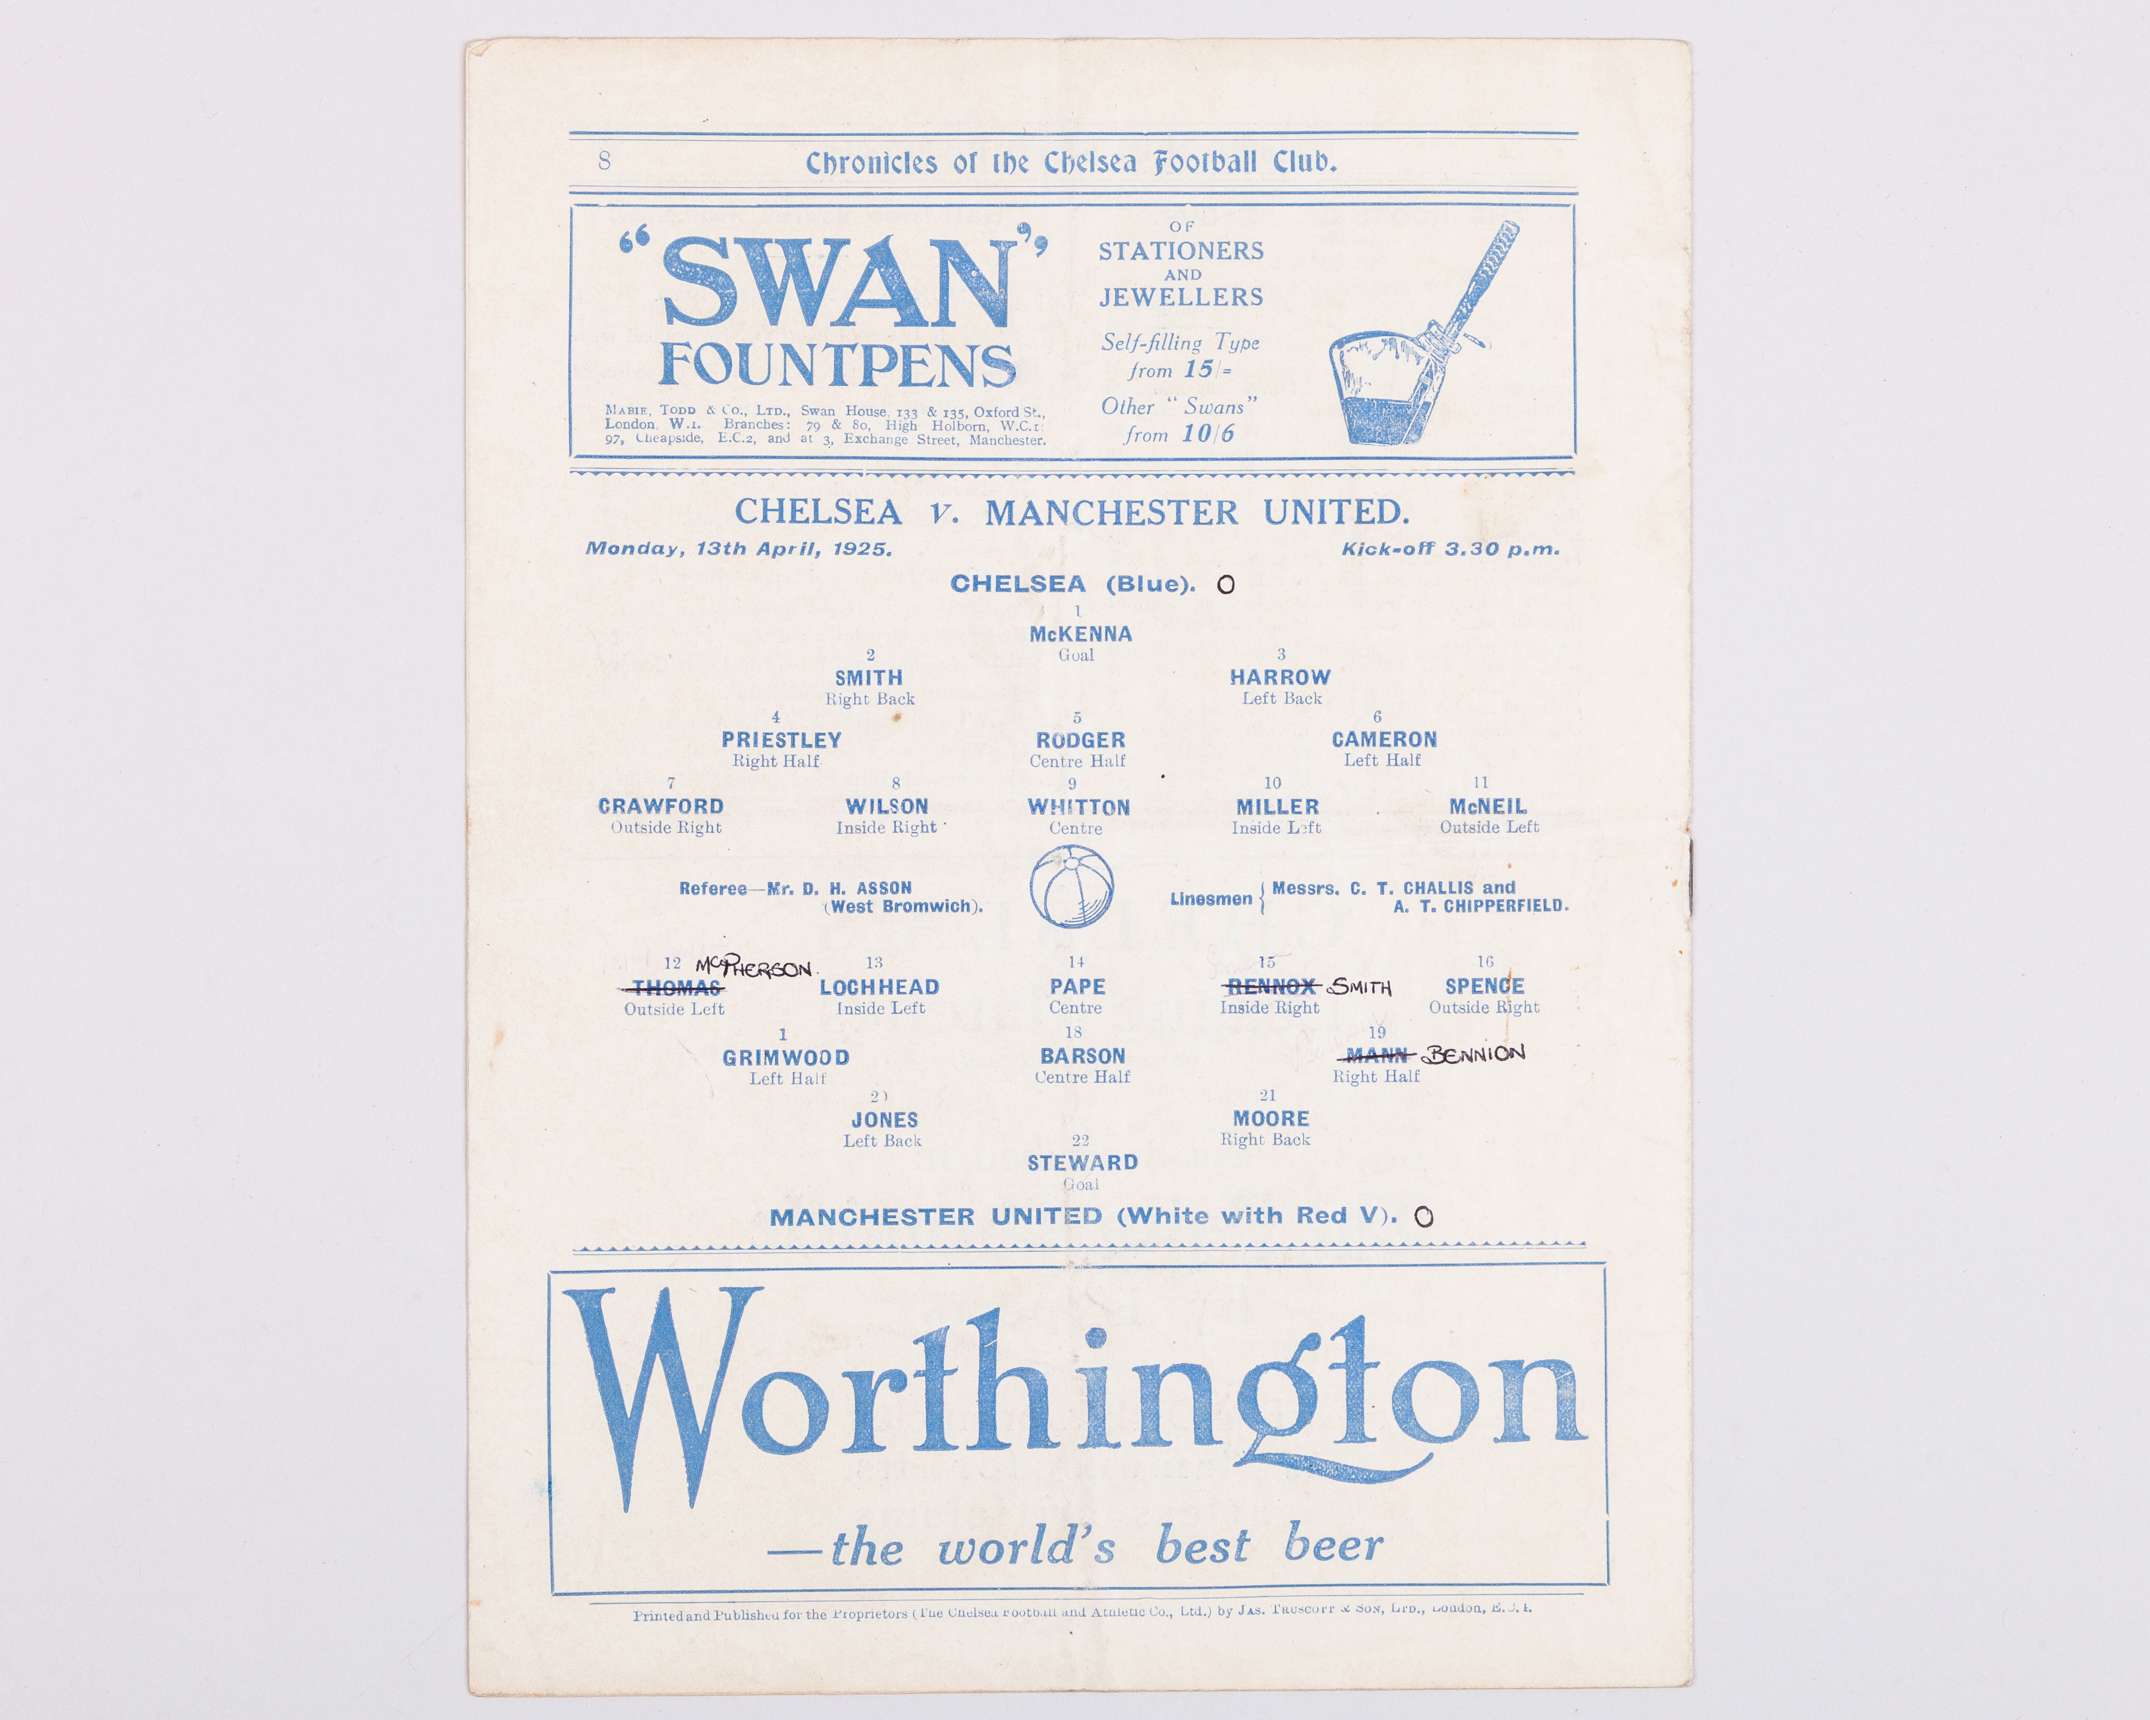 8 Chronicles of the Chelsea Football Club.
"SWAN"
FOUNTPENS
MABIE, TODD & Co., LTD., Swan House, 133 & 135, Oxford St.,
London, W.1. Branches: 79 & 80, High Holborn, W.C.1:
97, Cheapside, E.C.2, and at 3, Exchange Street, Manchester.
OF
STATIONERS
AND
JEWELLERS
Self-filling Type
from 15/=
Other "Swans"
from 10/6
CHELSEA v. MANCHESTER UNITED.
Monday, 13th April, 1925. Kick-off 3.30 p.m.
CHELSEA (Blue). 0
1
McKENNA
Goal
2 3
SMITH HARROW
Right Back Left Back
4 5 6
PRIESTLEY RODGER CAMERON
Right Half Centre Half Left Half
7 8 9 10 11
CRAWFORD WILSON WHITTON MILLER McNEIL
Outside Right Inside Right Centre Inside Left Outside Left
Referee—Mr. D. H. ASSON
(West Bromwich).
Linesmen { Messrs. C. T. CHALLIS and
A. T. CHIPPERFIELD.
12 McPHERSON. 13 14 15 16
THOMAS LOCHHEAD PAPE RENNOX SMITH SPENCE
Outside Left Inside Left Centre Inside Right Outside Right
1 18 19
GRIMWOOD BARSON MANN BENNION
Left Half Centre Half Right Half
20 21
JONES MOORE
Left Back Right Back
22
STEWARD
Goal
MANCHESTER UNITED (White with Red V). 0
Worthington
—the world's best beer
Printed and Published for the Proprietors (The Chelsea Football and Athletic Co., Ltd.) by JAS. TRUSCOTT & SON, LTD., London, E.C.4.